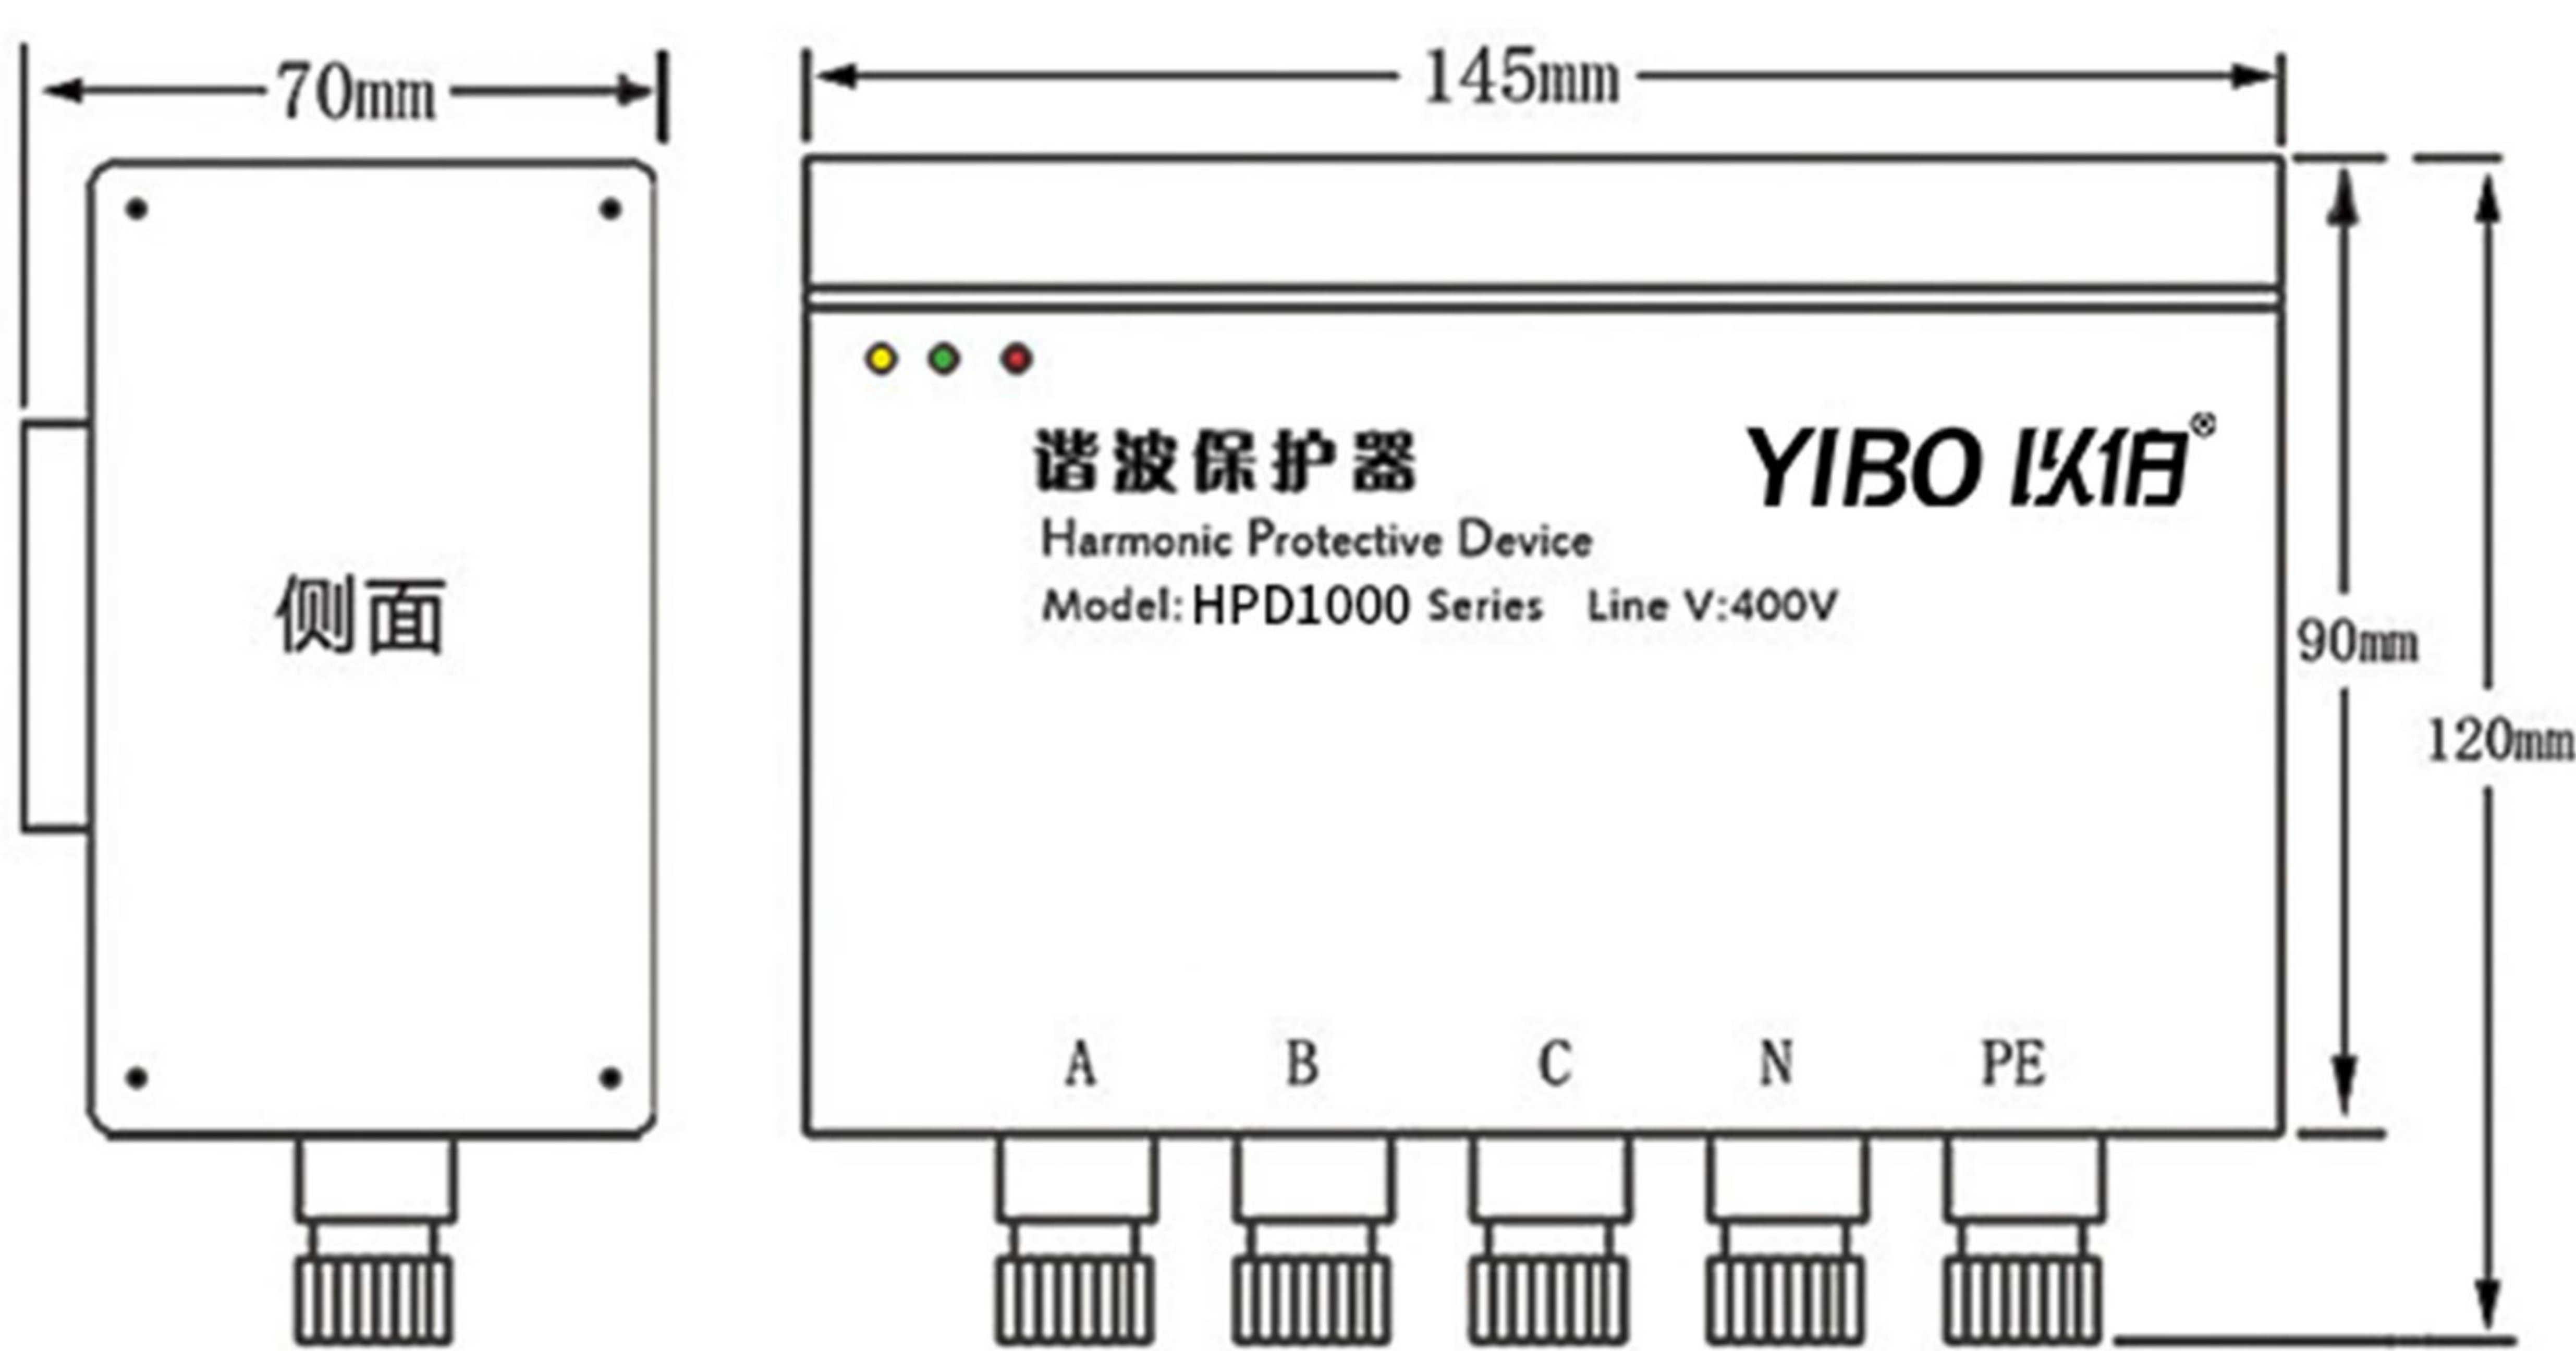 70mm
145mm
谐波保护器
YIBO 以伯®
Harmonic Protective Device
Model: HPD1000 Series Line V:400V
侧面
90mm
120mm
A B C N PE